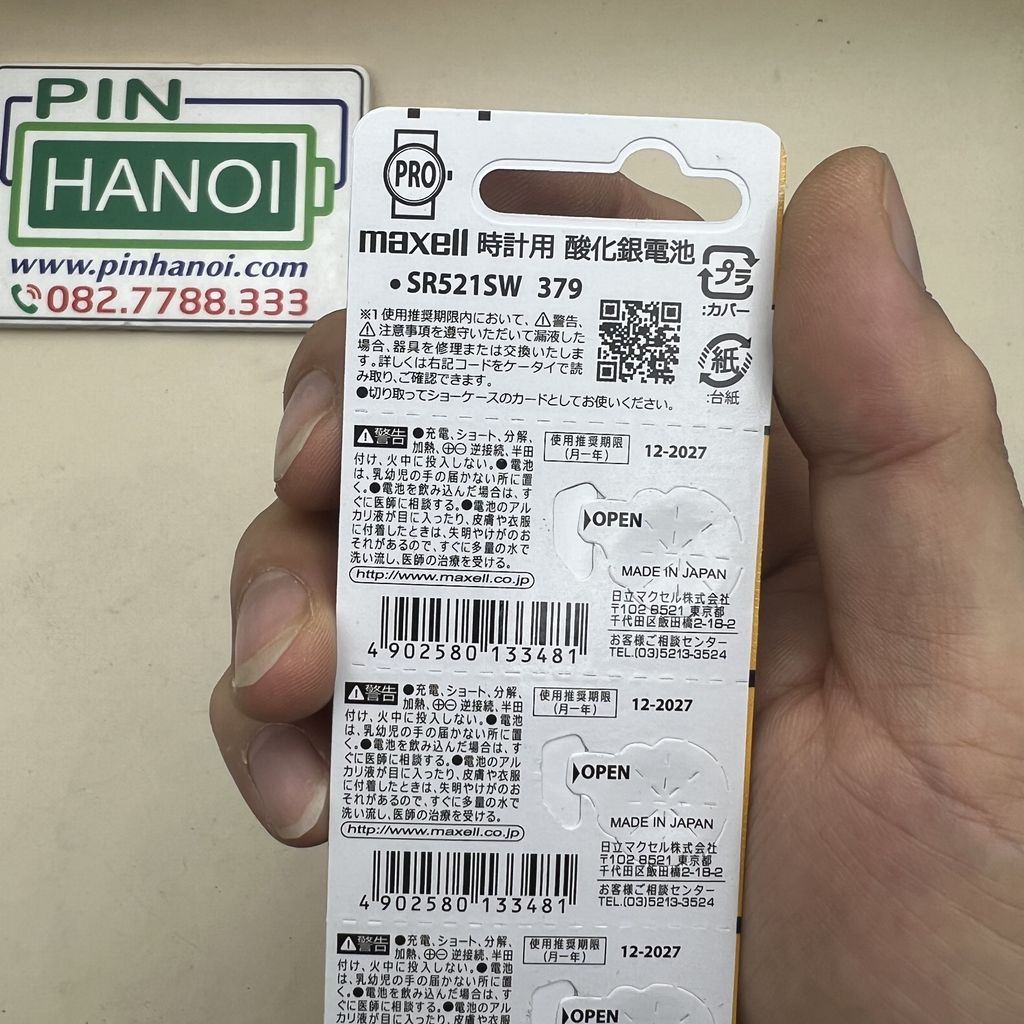 PIN
HANOI
www.pinhanoi.com
082.7788.333
PRO
maxell 時計用 酸化銀電池
•SR521SW 379
プラ
:カバー
紙
:台紙
※1 使用推奨期限内において、⚠警告、
⚠注意事項を遵守いただいて漏液した
場合、器具を修理または交換いたしま
す。詳しくは右記コードをケータイで読
み取り、ご確認できます。
●切り取ってショーケースのカードとしてお使いください。
⚠警告 ●充電、ショート、分解、
加熱、⊕⊖逆接続、半田
付け、火中に投入しない。●電池
は、乳幼児の手の届かない所に置
く。●電池を飲み込んだ場合は、す
ぐに医師に相談する。●電池のアル
カリ液が目に入ったり、皮膚や衣服
に付着したときは、失明やけがのお
それがあるので、すぐに多量の水で
洗い流し、医師の治療を受ける。
http://www.maxell.co.jp
使用推奨期限
(月ー年)
12-2027
OPEN
MADE IN JAPAN
日立マクセル株式会社
〒102-8521 東京都
千代田区飯田橋2-18-2
お客様ご相談センター
TEL.(03)5213-3524
4 902580 133481
⚠警告 ●充電、ショート、分解、
加熱、⊕⊖逆接続、半田
付け、火中に投入しない。●電池
は、乳幼児の手の届かない所に置
く。●電池を飲み込んだ場合は、す
ぐに医師に相談する。●電池のアル
カリ液が目に入ったり、皮膚や衣服
に付着したときは、失明やけがのお
それがあるので、すぐに多量の水で
洗い流し、医師の治療を受ける。
http://www.maxell.co.jp
使用推奨期限
(月ー年)
12-2027
OPEN
MADE IN JAPAN
日立マクセル株式会社
〒102-8521 東京都
千代田区飯田橋2-18-2
お客様ご相談センター
TEL.(03)5213-3524
4 902580 133481
⚠警告 ●充電、ショート、分解、
加熱、⊕⊖逆接続、半田
付け、火中に投入しない。●電池
は、乳幼児の手の届かない所に置
く。●電池を飲み込んだ場合は、す
ぐに医師に相談する。●電池のアル
カリ液が目に入ったり、皮膚や衣服
使用推奨期限
(月ー年)
12-2027
OPEN